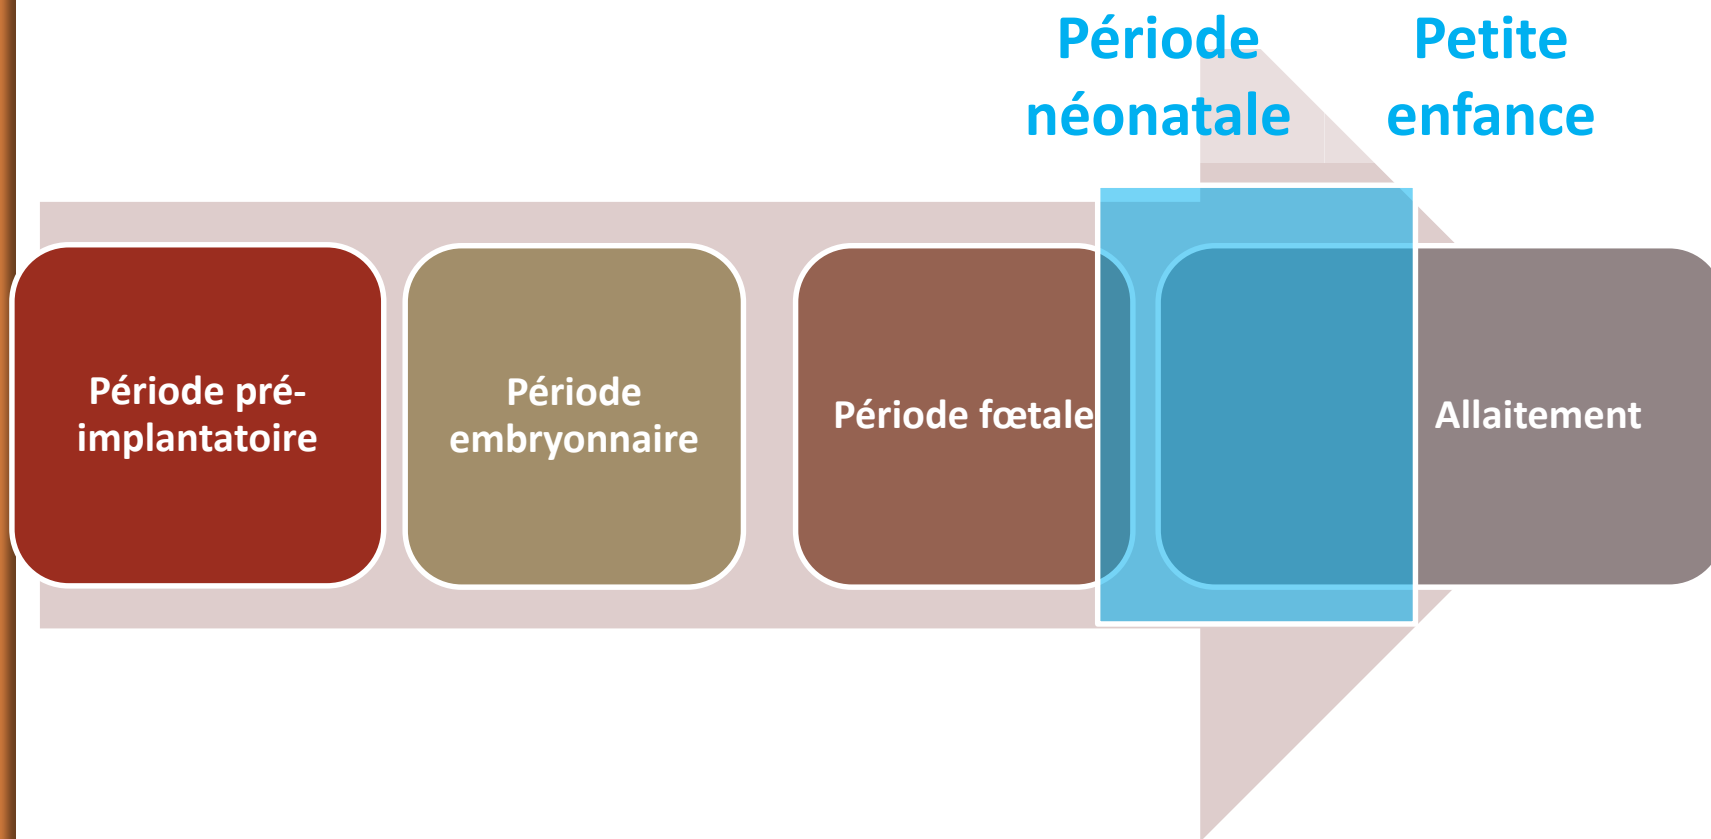 Période
néonatale
Petite
enfance
Période pré-
implantatoire
Période
embryonnaire
Période fœtale
Allaitement